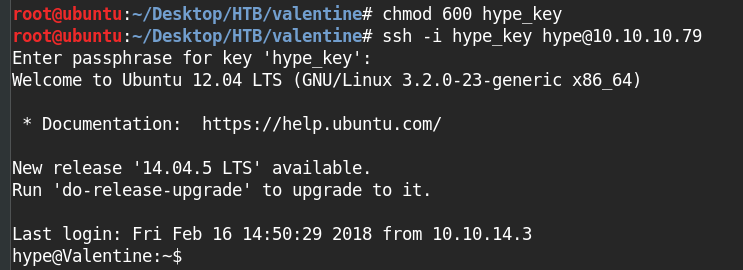 root@ubuntu:~/Desktop/HTB/valentine# chmod 600 hype_key
root@ubuntu:~/Desktop/HTB/valentine# ssh -i hype_key hype@10.10.10.79
Enter passphrase for key 'hype_key':
Welcome to Ubuntu 12.04 LTS (GNU/Linux 3.2.0-23-generic x86_64)
 * Documentation:  https://help.ubuntu.com/
New release '14.04.5 LTS' available.
Run 'do-release-upgrade' to upgrade to it.
Last login: Fri Feb 16 14:50:29 2018 from 10.10.14.3
hype@Valentine:~$